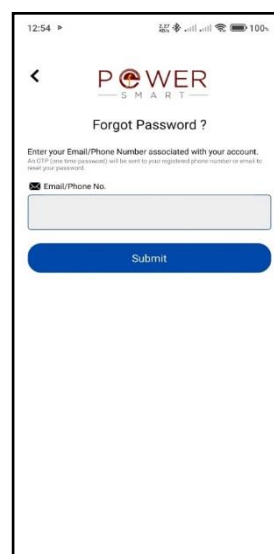 12:54
100%
POWER
SMART
Forgot Password ?
Enter your Email/Phone Number associated with your account.
An OTP (one time password) will be sent to your registered phone number or email to
reset your password.
Email/Phone No.
Submit